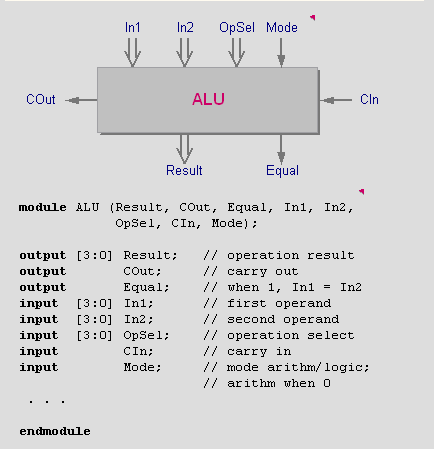 In1 In2 OpSel Mode
COut ALU CIn
Result Equal
module ALU (Result, COut, Equal, In1, In2,
OpSel, CIn, Mode);
output [3:0] Result; // operation result
output COut; // carry out
output Equal; // when 1, In1 = In2
input [3:0] In1; // first operand
input [3:0] In2; // second operand
input [3:0] OpSel; // operation select
input CIn; // carry in
input Mode; // mode arithm/logic;
// arithm when 0
. . .
endmodule